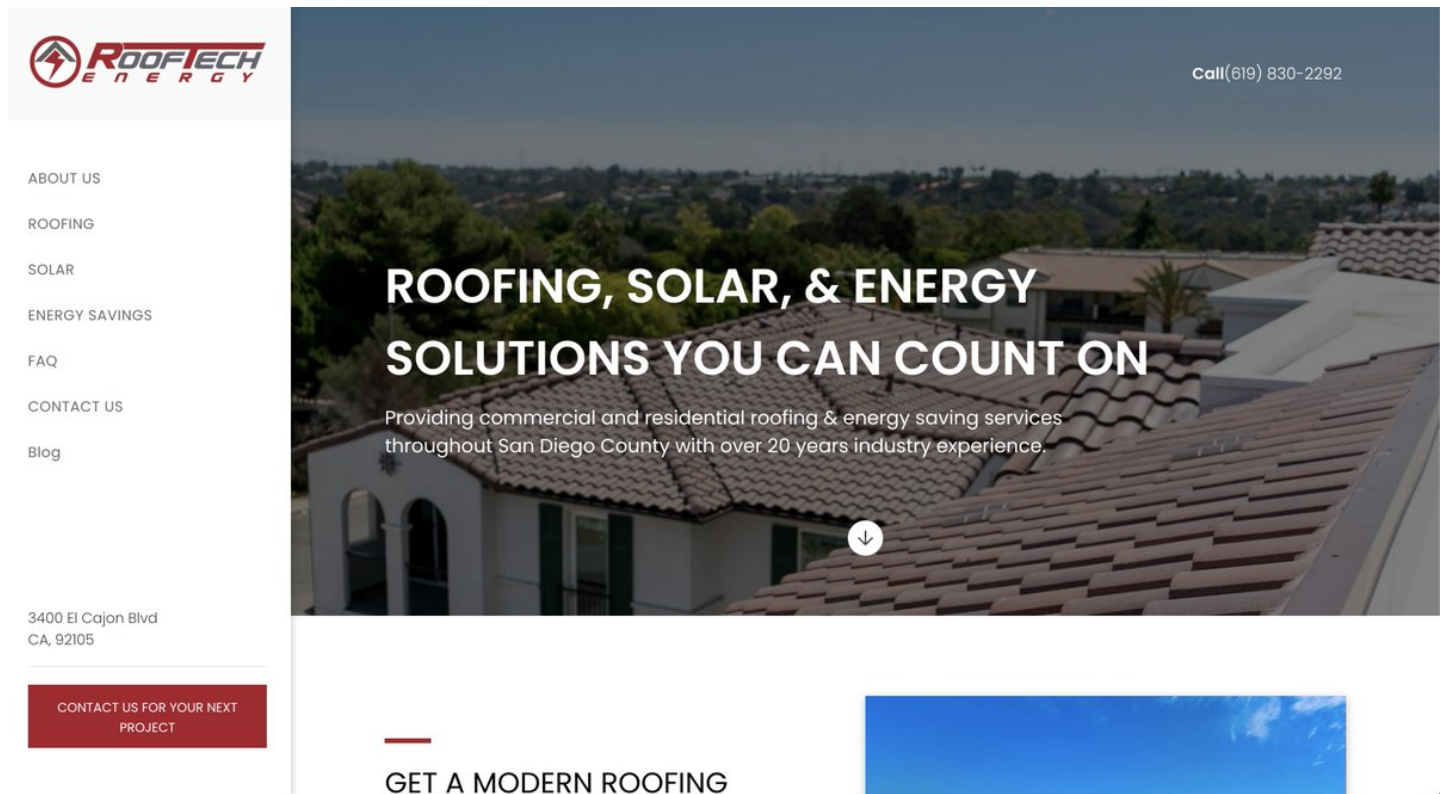 ROOFTECH
ENERGY
ABOUT US
ROOFING
SOLAR
ENERGY SAVINGS
FAQ
CONTACT US
Blog
3400 El Cajon Blvd
CA, 92105
CONTACT US FOR YOUR NEXT
PROJECT
Call(619) 830-2292
ROOFING, SOLAR, & ENERGY
SOLUTIONS YOU CAN COUNT ON
Providing commercial and residential roofing & energy saving services
throughout San Diego County with over 20 years industry experience.
GET A MODERN ROOFING